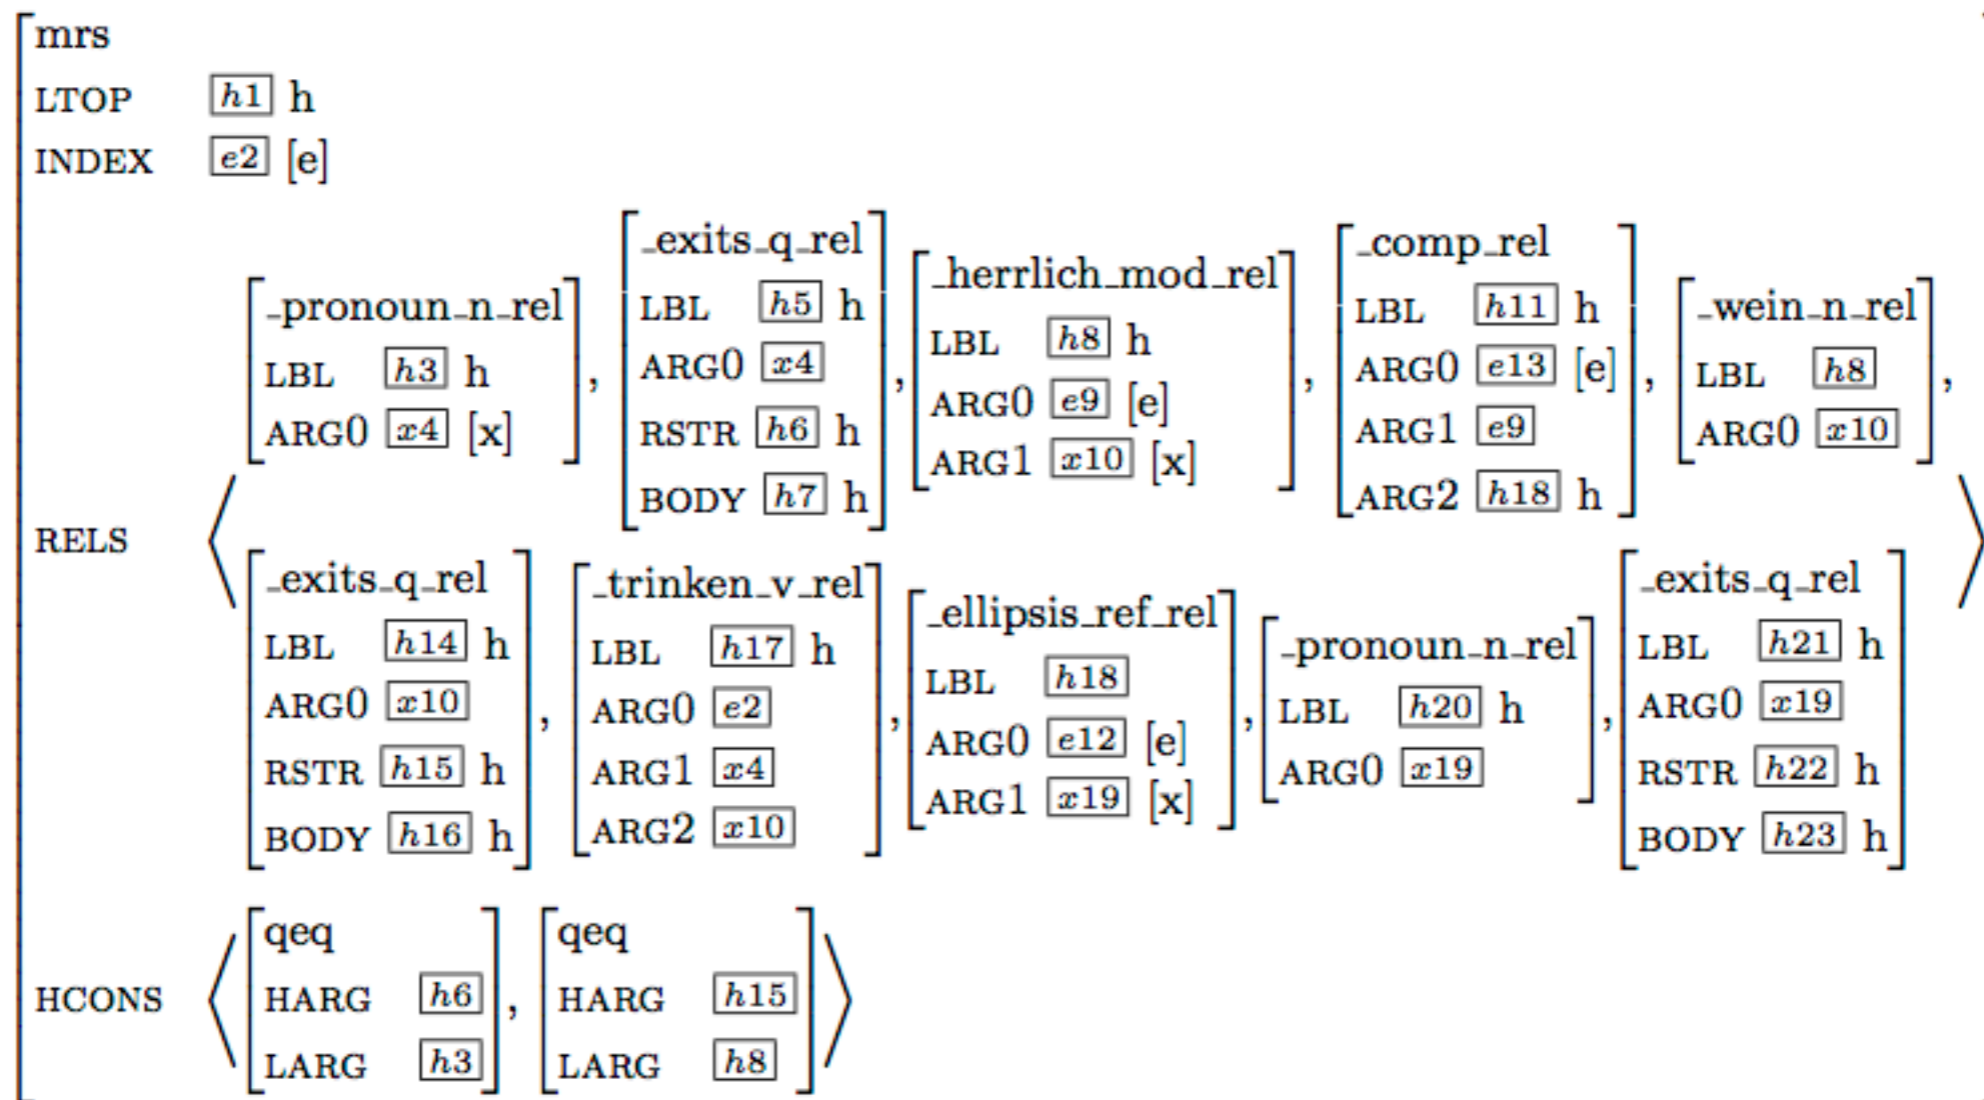 mrs
LTOP h1 h
INDEX e2 [e]
RELS
_pronoun_n_rel
LBL h3 h
ARG0 x4 [x]
,
_exits_q_rel
LBL h5 h
ARG0 x4
RSTR h6 h
BODY h7 h
,
_herrlich_mod_rel
LBL h8 h
ARG0 e9 [e]
ARG1 x10 [x]
,
_comp_rel
LBL h11 h
ARG0 e13 [e]
ARG1 e9
ARG2 h18 h
,
_wein_n_rel
LBL h8
ARG0 x10
,
_exits_q_rel
LBL h14 h
ARG0 x10
RSTR h15 h
BODY h16 h
,
_trinken_v_rel
LBL h17 h
ARG0 e2
ARG1 x4
ARG2 x10
,
_ellipsis_ref_rel
LBL h18
ARG0 e12 [e]
ARG1 x19 [x]
,
_pronoun_n_rel
LBL h20 h
ARG0 x19
,
_exits_q_rel
LBL h21 h
ARG0 x19
RSTR h22 h
BODY h23 h
HCONS
qeq
HARG h6
LARG h3
,
qeq
HARG h15
LARG h8